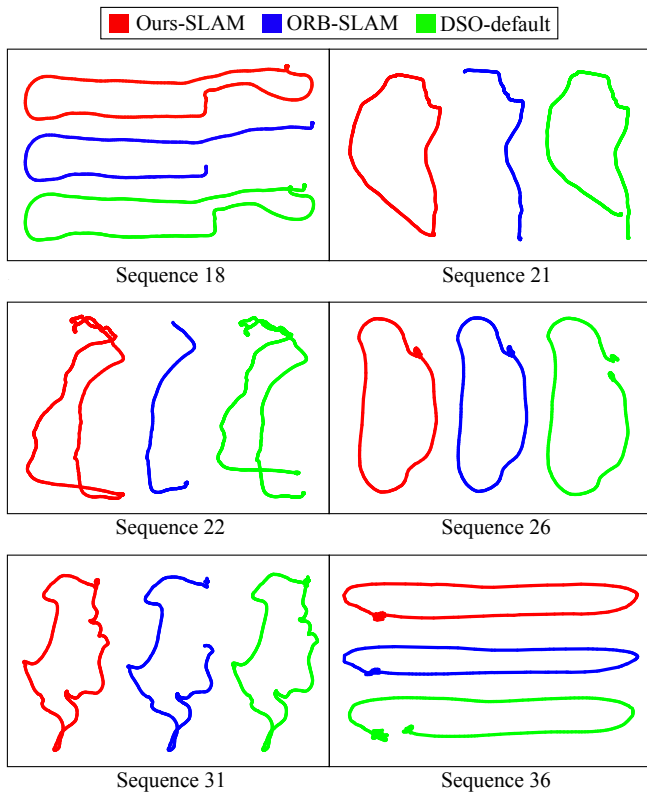 Ours-SLAM ORB-SLAM DSO-default
Sequence 18 Sequence 21
Sequence 22 Sequence 26
Sequence 31 Sequence 36